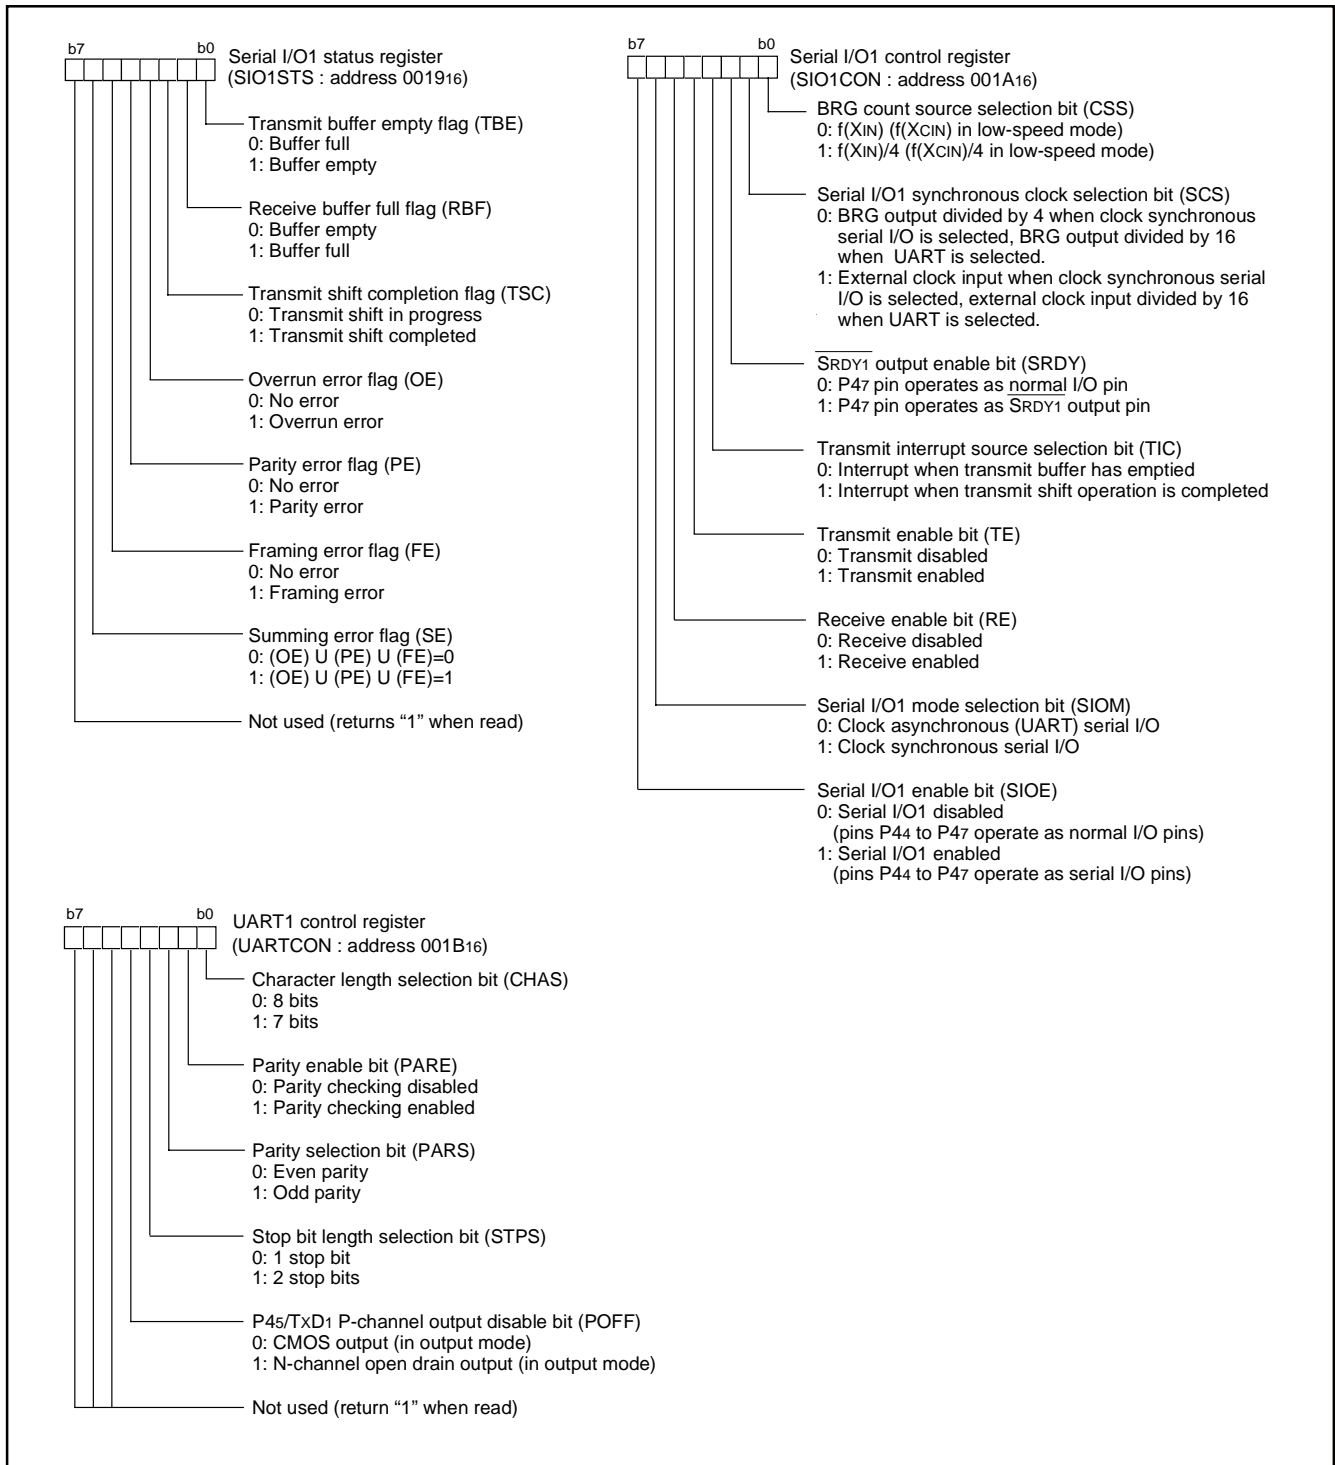 b7 b0 Serial I/O1 status register
(SIO1STS : address 001916)
Transmit buffer empty flag (TBE)
0: Buffer full
1: Buffer empty
Receive buffer full flag (RBF)
0: Buffer empty
1: Buffer full
Transmit shift completion flag (TSC)
0: Transmit shift in progress
1: Transmit shift completed
Overrun error flag (OE)
0: No error
1: Overrun error
Parity error flag (PE)
0: No error
1: Parity error
Framing error flag (FE)
0: No error
1: Framing error
Summing error flag (SE)
0: (OE) U (PE) U (FE)=0
1: (OE) U (PE) U (FE)=1
Not used (returns “1” when read)
b7 b0 Serial I/O1 control register
(SIO1CON : address 001A16)
BRG count source selection bit (CSS)
0: f(XIN) (f(XCIN) in low-speed mode)
1: f(XIN)/4 (f(XCIN)/4 in low-speed mode)
Serial I/O1 synchronous clock selection bit (SCS)
0: BRG output divided by 4 when clock synchronous
serial I/O is selected, BRG output divided by 16
when UART is selected.
1: External clock input when clock synchronous serial
I/O is selected, external clock input divided by 16
when UART is selected.
SRDY1 output enable bit (SRDY)
0: P47 pin operates as normal I/O pin
1: P47 pin operates as SRDY1 output pin
Transmit interrupt source selection bit (TIC)
0: Interrupt when transmit buffer has emptied
1: Interrupt when transmit shift operation is completed
Transmit enable bit (TE)
0: Transmit disabled
1: Transmit enabled
Receive enable bit (RE)
0: Receive disabled
1: Receive enabled
Serial I/O1 mode selection bit (SIOM)
0: Clock asynchronous (UART) serial I/O
1: Clock synchronous serial I/O
Serial I/O1 enable bit (SIOE)
0: Serial I/O1 disabled
(pins P44 to P47 operate as normal I/O pins)
1: Serial I/O1 enabled
(pins P44 to P47 operate as serial I/O pins)
b7 b0 UART1 control register
(UARTCON : address 001B16)
Character length selection bit (CHAS)
0: 8 bits
1: 7 bits
Parity enable bit (PARE)
0: Parity checking disabled
1: Parity checking enabled
Parity selection bit (PARS)
0: Even parity
1: Odd parity
Stop bit length selection bit (STPS)
0: 1 stop bit
1: 2 stop bits
P45/TXD1 P-channel output disable bit (POFF)
0: CMOS output (in output mode)
1: N-channel open drain output (in output mode)
Not used (return “1” when read)